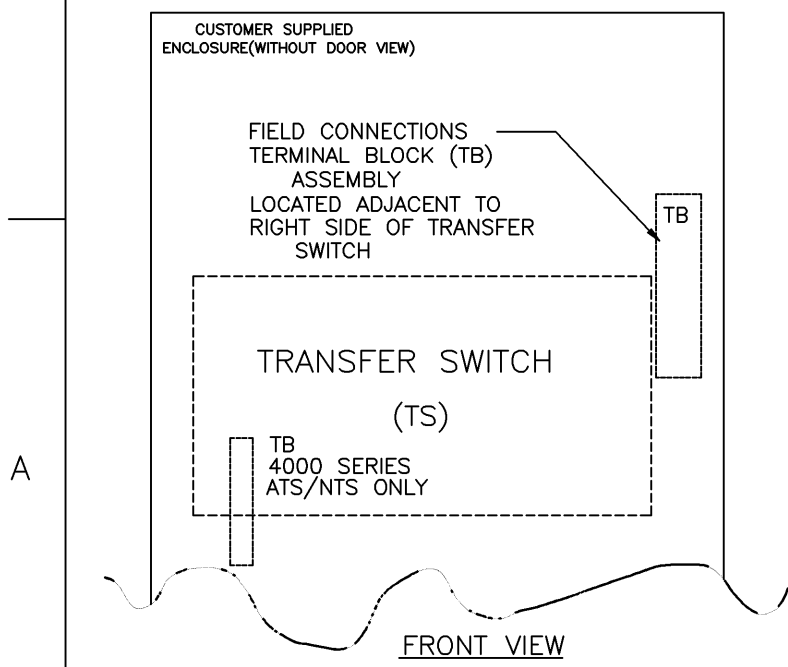 CUSTOMER SUPPLIED
ENCLOSURE(WITHOUT DOOR VIEW)
FIELD CONNECTIONS
TERMINAL BLOCK (TB)
ASSEMBLY
LOCATED ADJACENT TO
RIGHT SIDE OF TRANSFER
SWITCH
TB
TRANSFER SWITCH
(TS)
TB
4000 SERIES
ATS/NTS ONLY
A
FRONT VIEW